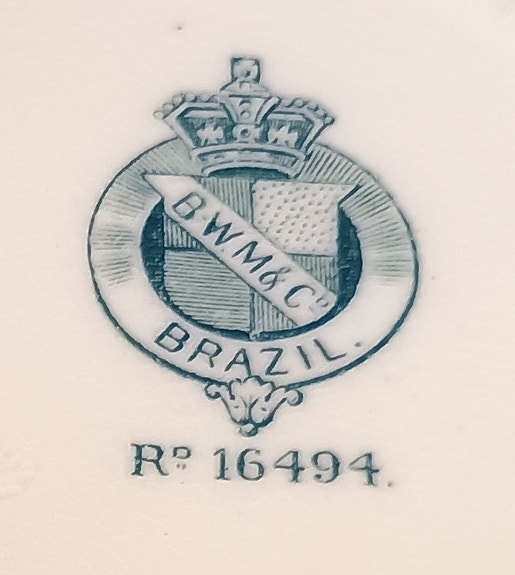 B.W.M & Cº
BRAZIL.
Rᴰ 16494.